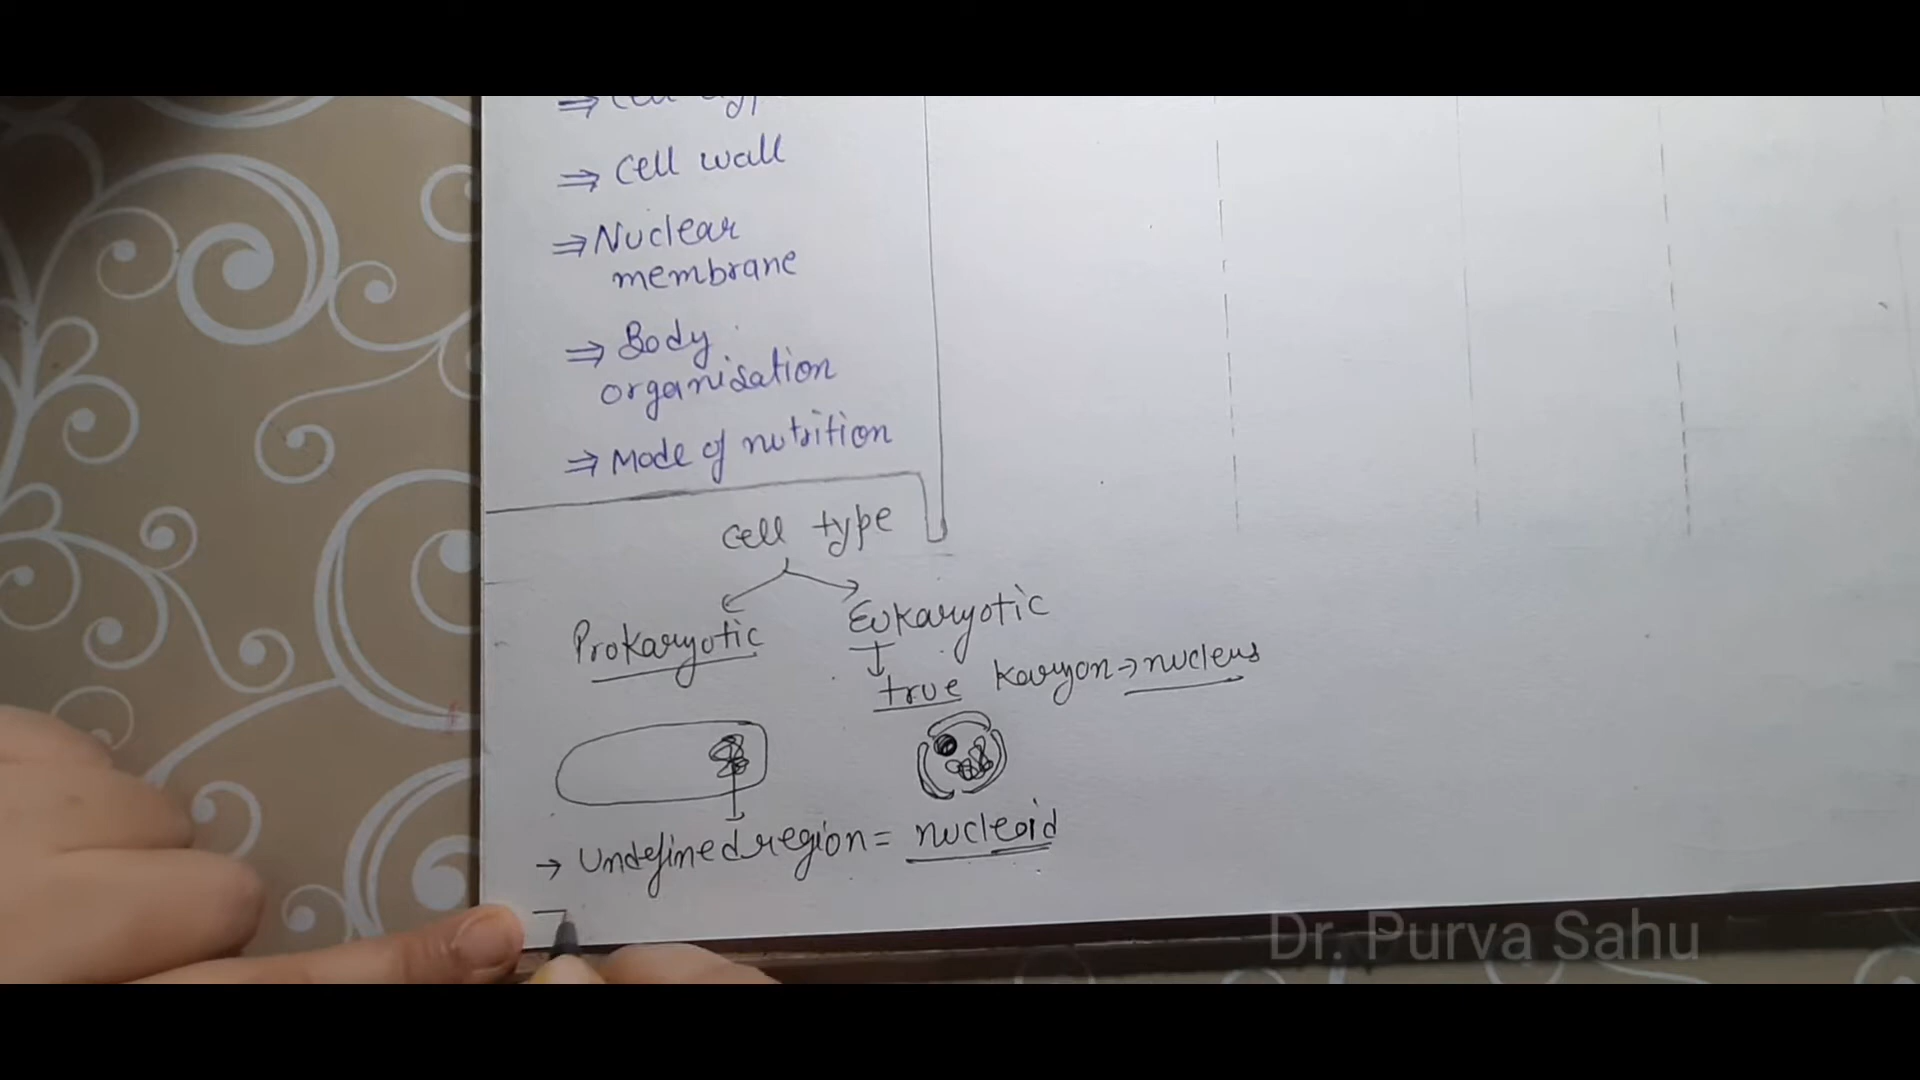 ⇒ Cell wall
⇒ Nuclear
membrane
⇒ Body
organisation
⇒ Mode of nutrition
Cell type
Prokaryotic Eukaryotic
true Karyon → nucleus
→ Undefined region = nucleoid
Dr. Purva Sahu